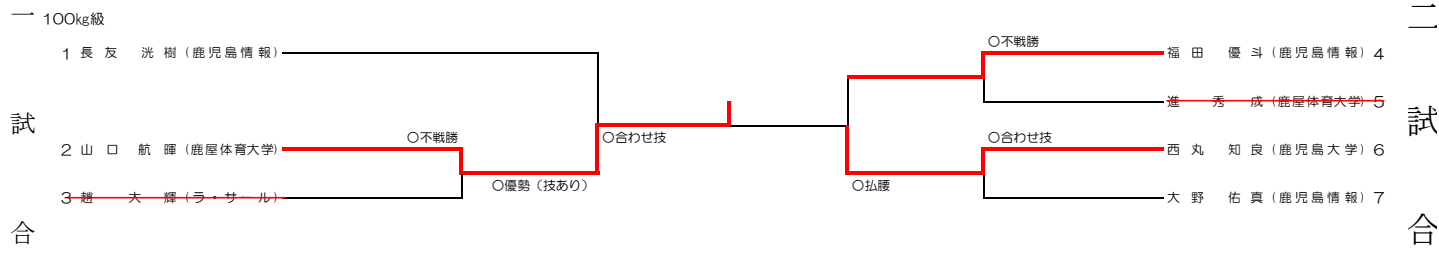 一 100kg級
1 長友 洸樹(鹿児島情報)
試
2 山口 航暉(鹿屋体育大学)
3 趙 大輝(ラ・サール)
合
○不戦勝
○優勢(技あり)
○合わせ技
○払腰
○不戦勝
○合わせ技
二
福田 優斗(鹿児島情報) 4
進 秀成(鹿屋体育大学) 5
試
西丸 知良(鹿児島大学) 6
大野 佑真(鹿児島情報) 7
合